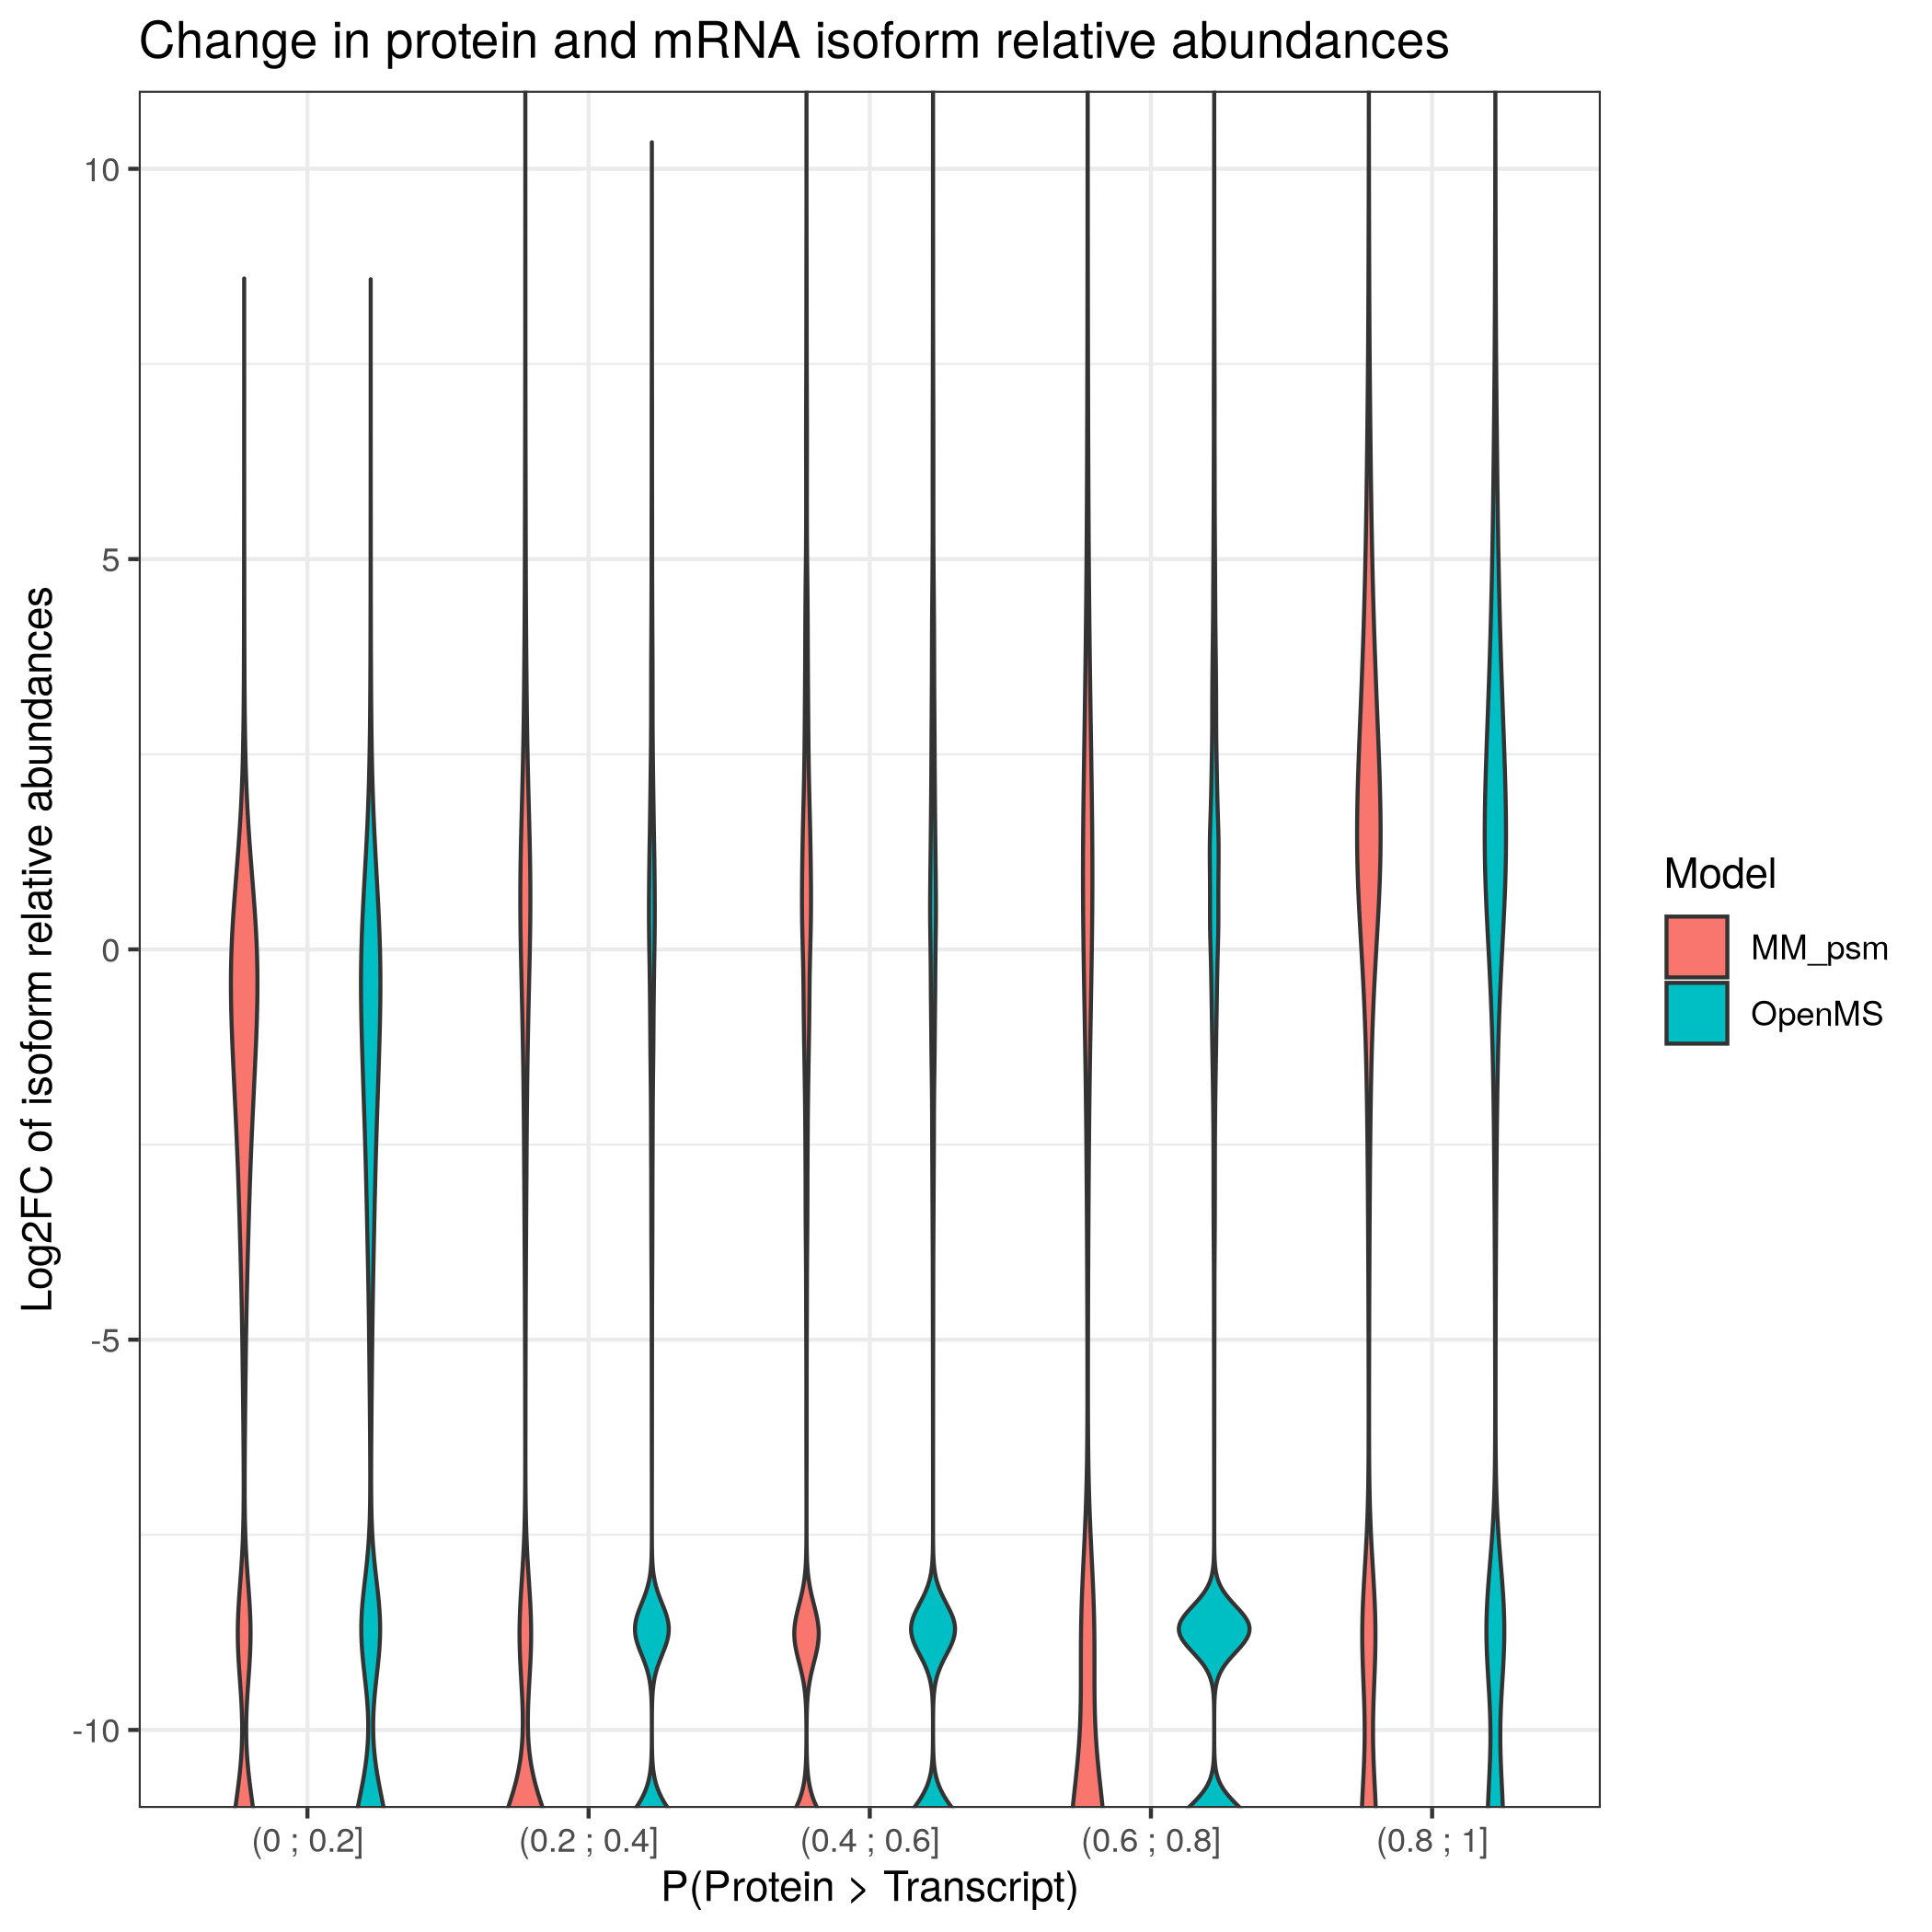 Change in protein and mRNA isoform relative abundances
Log2FC of isoform relative abundances
10
5
0
-5
-10
(0 ; 0.2]
(0.2 ; 0.4]
(0.4 ; 0.6]
(0.6 ; 0.8]
(0.8 ; 1]
P(Protein > Transcript)
Model
MM_psm
OpenMS